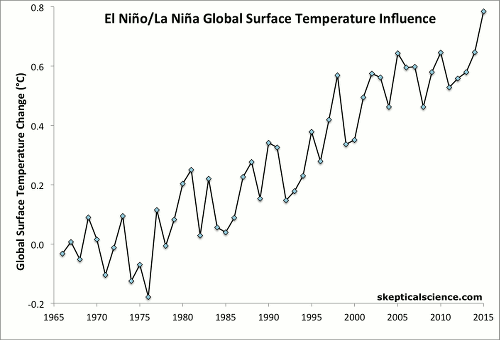 El Niño/La Niña Global Surface Temperature Influence
Global Surface Temperature Change (°C)
0.8
0.6
0.4
0.2
0.0
-0.2
1965 1970 1975 1980 1985 1990 1995 2000 2005 2010 2015
skepticalscience.com